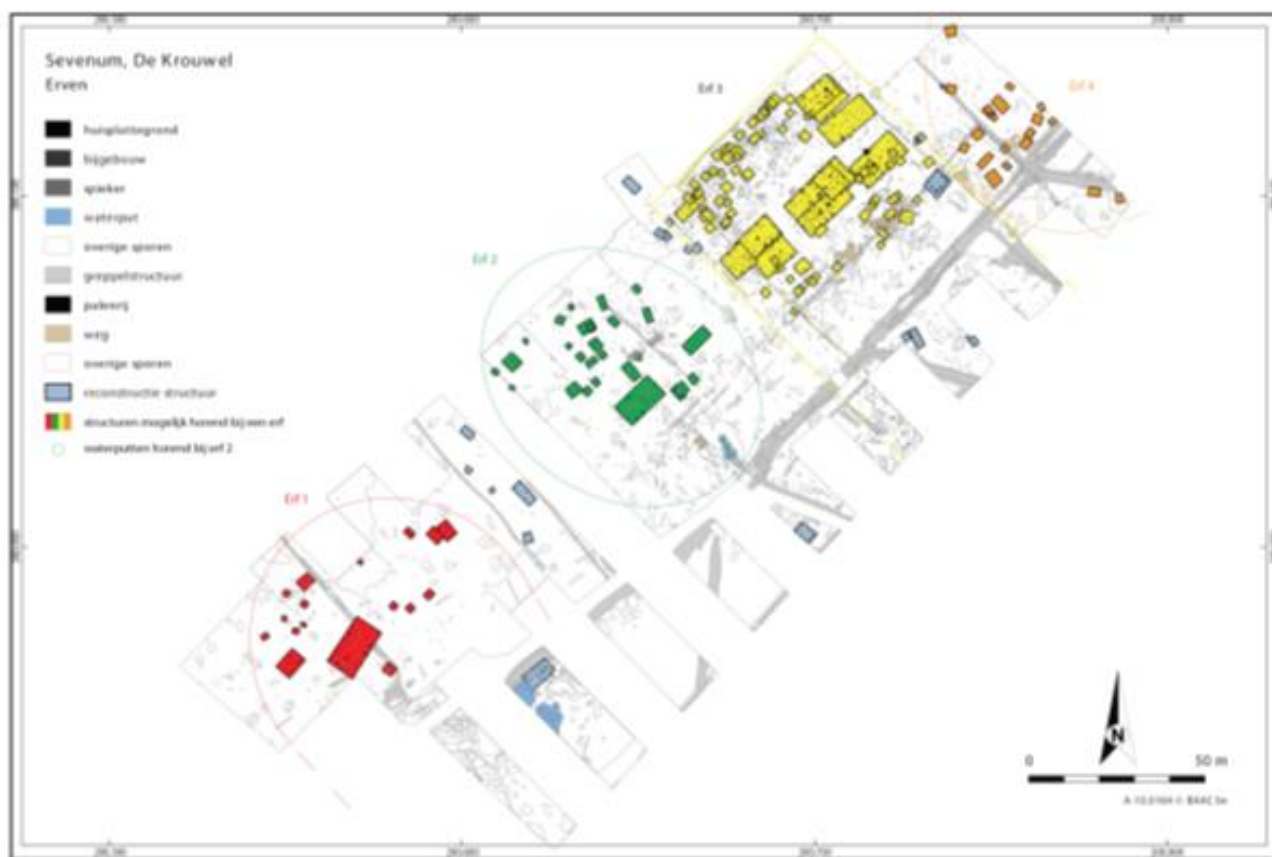 Sevenum, De Krouwel
Erven
huisplattegrond
bijgebouw
spieker
waterput
overige sporen
greppelstructuur
palenrij
weg
overige sporen
reconstructie structuur
structuren mogelijk horend bij een erf
waterputten horend bij erf 2
Erf 3
Erf 4
Erf 2
Erf 1
N
0
50 m